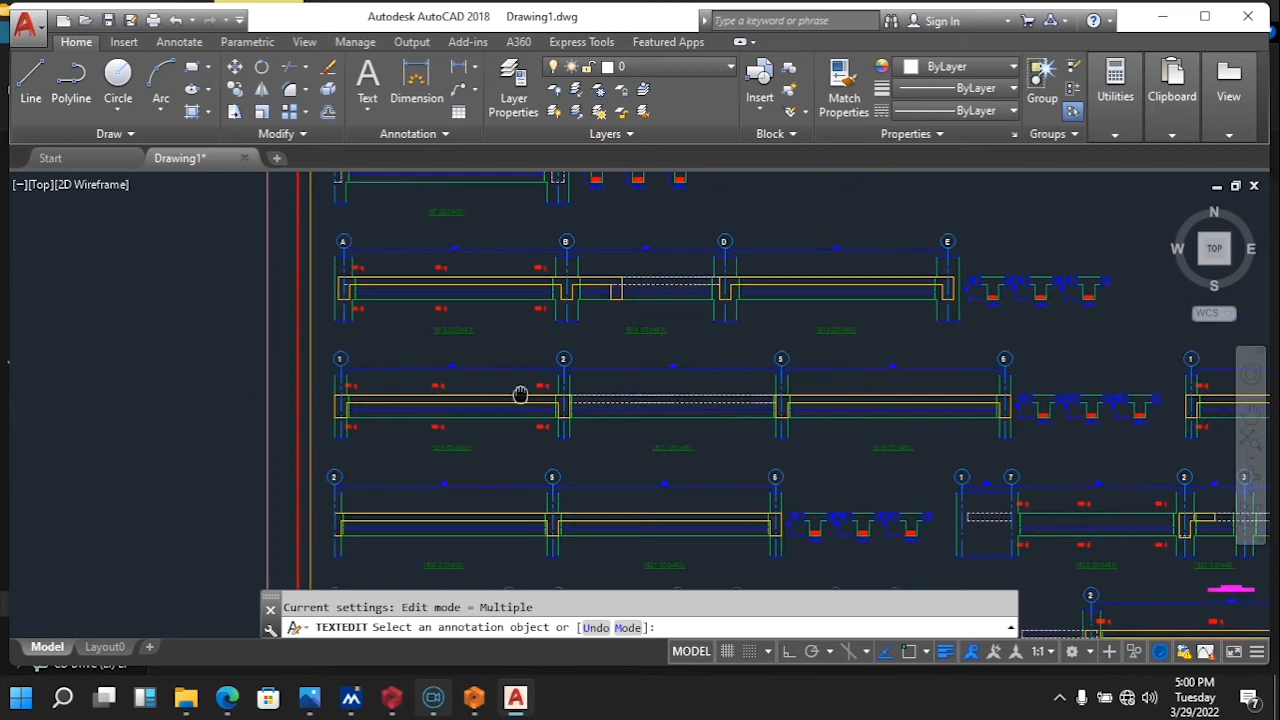 Autodesk AutoCAD 2018 Drawing1.dwg
Type a keyword or phrase
Sign In
Home Insert Annotate Parametric View Manage Output Add-ins A360 Express Tools Featured Apps
0
ByLayer
ByLayer
ByLayer
Line Polyline Circle Arc
Text Dimension
Layer Properties
Insert
Match Properties
Group
Utilities
Clipboard
View
Draw Modify Annotation Layers Block Properties Groups
Start Drawing1*
[−][Top][2D Wireframe]
N
W TOP E
S
WCS
A B D E
1 2 5 6 1
2 5 6 1 7 2 3
2
Current settings: Edit mode = Multiple
TEXTEDIT Select an annotation object or [Undo Mode]:
Model Layout1
MODEL 1:1
5:00 PM
Tuesday
3/29/2022
7